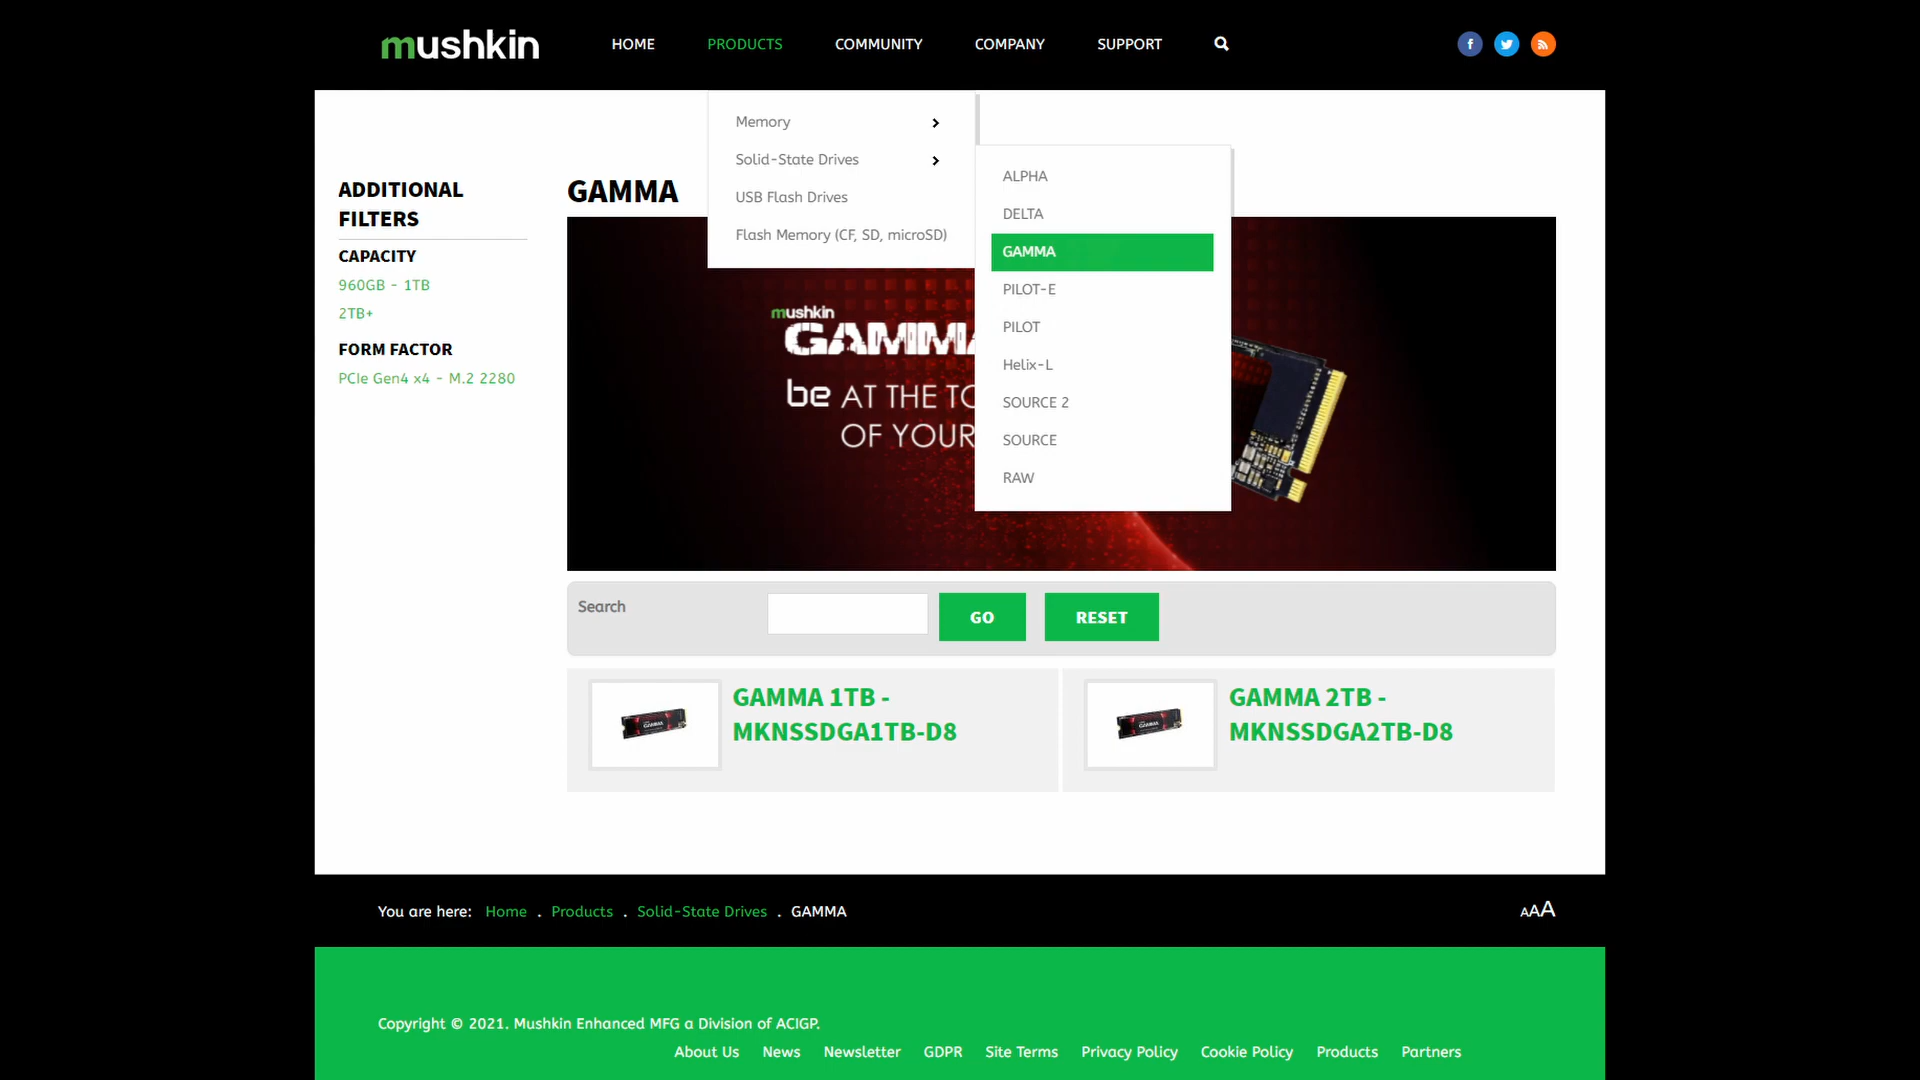 mushkin
HOME
PRODUCTS
COMMUNITY
COMPANY
SUPPORT
Memory
Solid-State Drives
USB Flash Drives
Flash Memory (CF, SD, microSD)
ALPHA
DELTA
GAMMA
PILOT-E
PILOT
Helix-L
SOURCE 2
SOURCE
RAW
ADDITIONAL
FILTERS
CAPACITY
960GB - 1TB
2TB+
FORM FACTOR
PCIe Gen4 x4 - M.2 2280
GAMMA
mushkin
GAMMA
be AT THE TO
OF YOUR
Search
GO
RESET
GAMMA 1TB -
MKNSSDGA1TB-D8
GAMMA 2TB -
MKNSSDGA2TB-D8
You are here: Home . Products . Solid-State Drives . GAMMA
AAA
Copyright © 2021. Mushkin Enhanced MFG a Division of ACIGP.
About Us News Newsletter GDPR Site Terms Privacy Policy Cookie Policy Products Partners